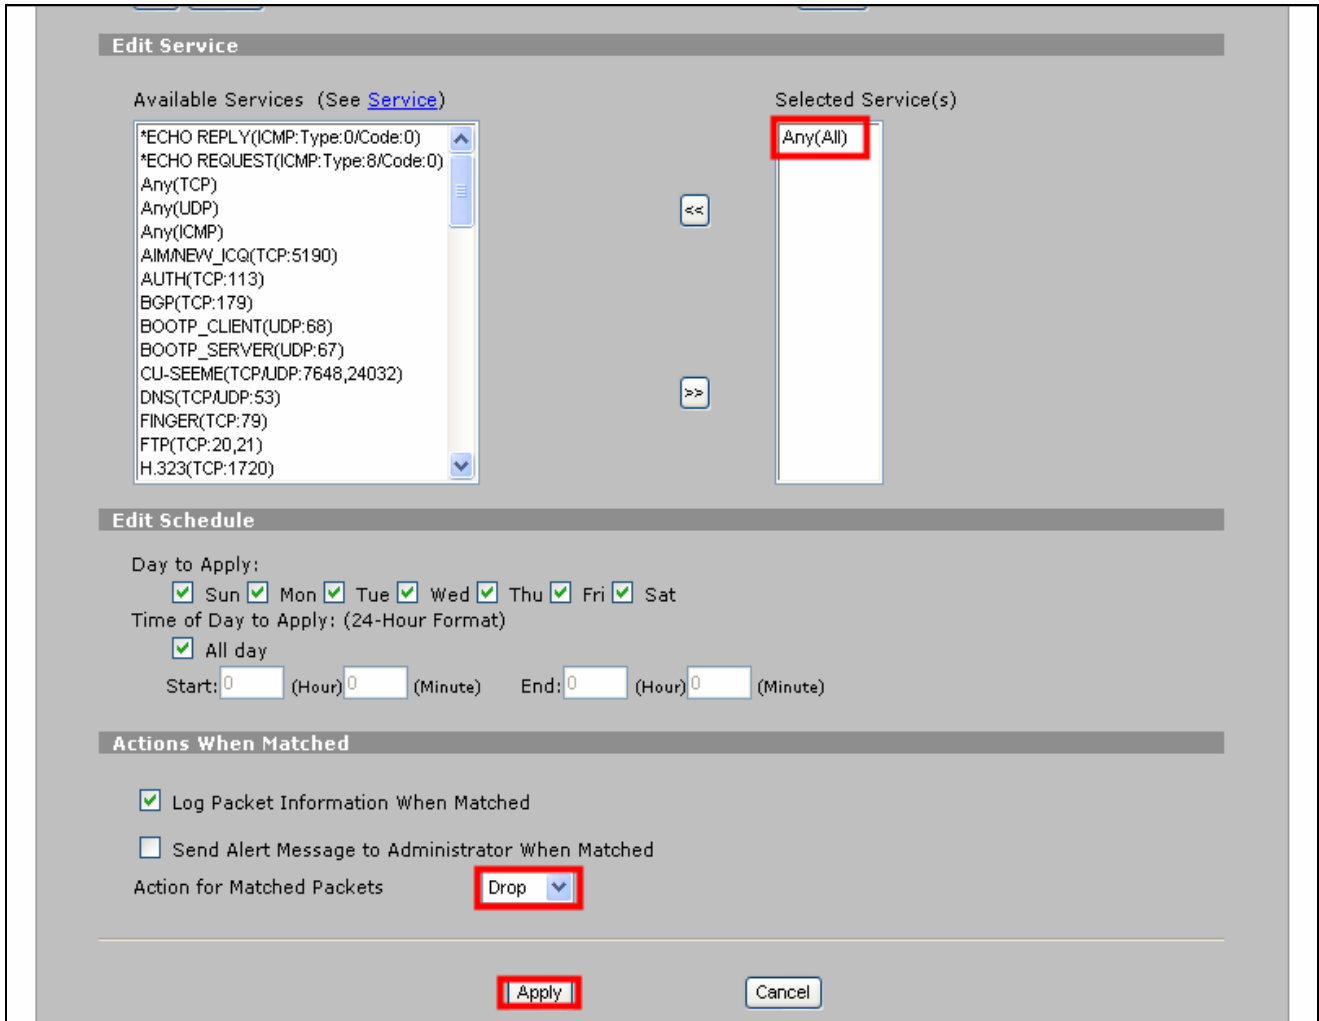 Edit Service
Available Services (See Service)
Selected Service(s)
*ECHO REPLY(ICMP:Type:0/Code:0)
*ECHO REQUEST(ICMP:Type:8/Code:0)
Any(TCP)
Any(UDP)
Any(ICMP)
AIM/NEW_ICQ(TCP:5190)
AUTH(TCP:113)
BGP(TCP:179)
BOOTP_CLIENT(UDP:68)
BOOTP_SERVER(UDP:67)
CU-SEEME(TCP/UDP:7648,24032)
DNS(TCP/UDP:53)
FINGER(TCP:79)
FTP(TCP:20,21)
H.323(TCP:1720)
<<
>>
Any(All)
Edit Schedule
Day to Apply:
Sun Mon Tue Wed Thu Fri Sat
Time of Day to Apply: (24-Hour Format)
All day
Start: 0 (Hour) 0 (Minute) End: 0 (Hour) 0 (Minute)
Actions When Matched
Log Packet Information When Matched
Send Alert Message to Administrator When Matched
Action for Matched Packets Drop
Apply Cancel